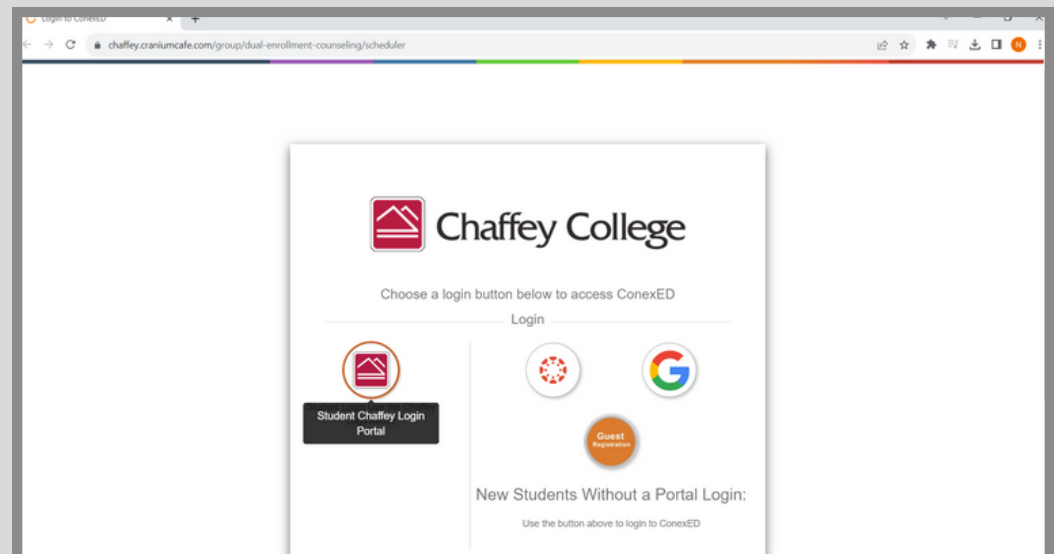 Login to ConexED
chaffey.craniumcafe.com/group/dual-enrollment-counseling/scheduler
N
Chaffey College
Choose a login button below to access ConexED
Login
Student Chaffey Login
Portal
Guest
Registration
New Students Without a Portal Login:
Use the button above to login to ConexED